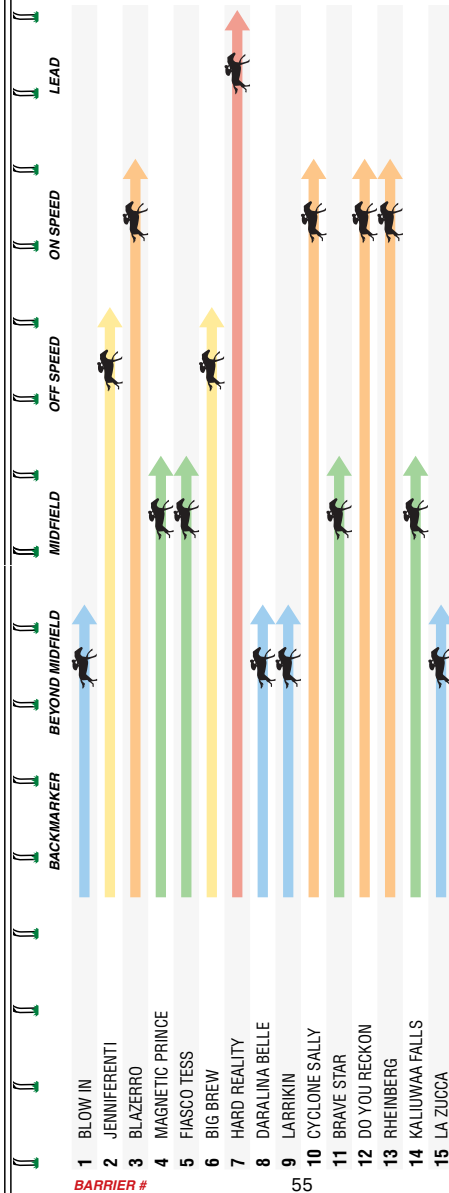 BACKMARKER BEYOND MIDFIELD MIDFIELD OFF SPEED ON SPEED LEAD
1 BLOW IN
2 JENNIFERENTI
3 BLAZERRO
4 MAGNETIC PRINCE
5 FIASCO TESS
6 BIG BREW
7 HARD REALITY
8 DARALINA BELLE
9 LARRIKIN
10 CYCLONE SALLY
11 BRAVE STAR
12 DO YOU RECKON
13 RHEINBERG
14 KALIUWAA FALLS
15 LA ZUCCA
BARRIER #
55